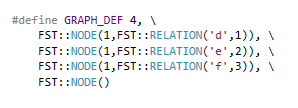 #define GRAPH_DEF 4, \
FST::NODE(1,FST::RELATION('d',1)), \
FST::NODE(1,FST::RELATION('e',2)), \
FST::NODE(1,FST::RELATION('f',3)), \
FST::NODE()